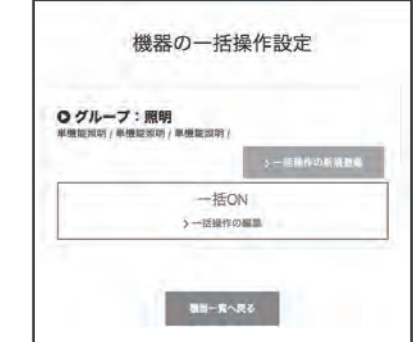 機器の一括操作設定
グループ：照明
単機能照明 / 単機能照明 / 単機能照明 /
>一括操作の新規登録
一括ON
>一括操作の編集
機器一覧へ戻る